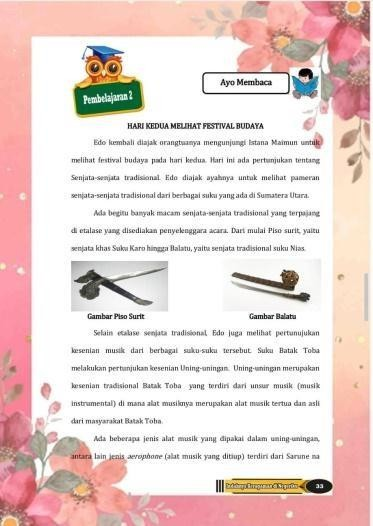 Pembelajaran 2
Ayo Membaca
HARI KEDUA MELIHAT FESTIVAL BUDAYA
Edo kembali diajak orangtuanya mengunjungi Istana Maimun untuk
melihat festival budaya pada hari kedua. Hari ini ada pertunjukan tentang
Senjata-senjata tradisional. Edo diajak ayahnya untuk melihat pameran
senjata-senjata tradisional dari berbagai suku yang ada di Sumatera Utara.
Ada begitu banyak macam senjata-senjata tradisional yang terpajang
di etalase yang disediakan penyelenggara acara. Dari mulai Piso surit, yaitu
senjata khas Suku Karo hingga Balatu, yaitu senjata tradisional suku Nias.
Gambar Piso Surit
Gambar Balatu
Selain etalase senjata tradisional, Edo juga melihat pertunujukan
kesenian musik dari berbagai suku-suku tersebut. Suku Batak Toba
melakukan pertunjukan kesenian Uning-uningan. Uning-uningan merupakan
kesenian tradisional Batak Toba yang terdiri dari unsur musik (musik
instrumental) di mana alat musiknya merupakan alat musik tertua dan asli
dari masyarakat Batak Toba.
Ada beberapa jenis alat musik yang dipakai dalam uning-uningan,
antara lain jenis aerophone (alat musik yang ditiup) terdiri dari Sarune na
Indahnya Keragaman di Negeriku
33